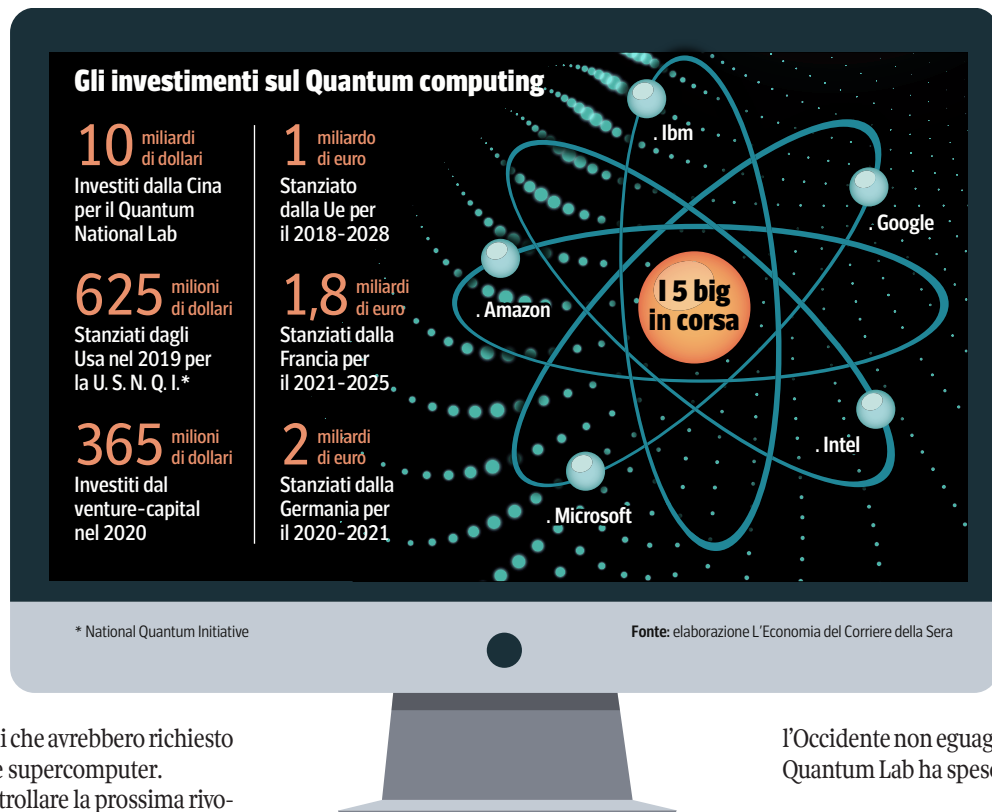 Gli investimenti sul Quantum computing
10 miliardi
di dollari
Investiti dalla Cina
per il Quantum
National Lab
625 milioni
di dollari
Stanziati dagli
Usa nel 2019 per
la U. S. N. Q. I.*
365 milioni
di dollari
Investiti dal
venture-capital
nel 2020
1 miliardo
di euro
Stanziato
dalla Ue per
il 2018-2028
1,8 miliardi
di euro
Stanziati dalla
Francia per
il 2021-2025
2 miliardi
di euro
Stanziati dalla
Germania per
il 2020-2021
I 5 big
in corsa
. Ibm
. Google
. Amazon
. Intel
. Microsoft
* National Quantum Initiative
Fonte: elaborazione L'Economia del Corriere della Sera
i che avrebbero richiesto
e supercomputer.
trollare la prossima rivo-
l'Occidente non eguag
Quantum Lab ha speso